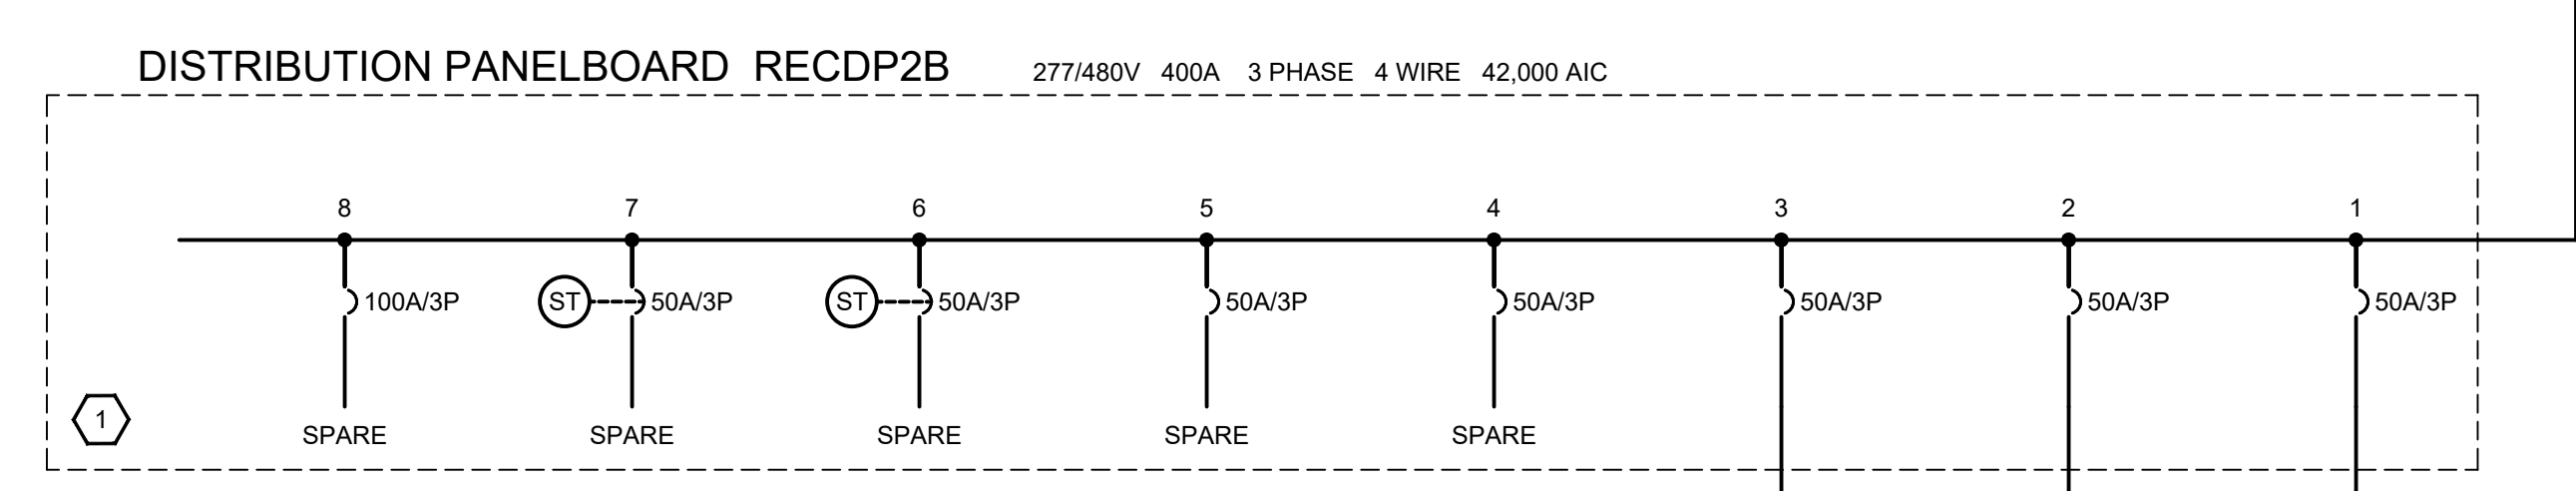 DISTRIBUTION PANELBOARD RECDP2B 277/480V 400A 3 PHASE 4 WIRE 42,000 AIC
8 7 6 5 4 3 2 1
100A/3P ST 50A/3P ST 50A/3P 50A/3P 50A/3P 50A/3P 50A/3P 50A/3P
1
SPARE SPARE SPARE SPARE SPARE